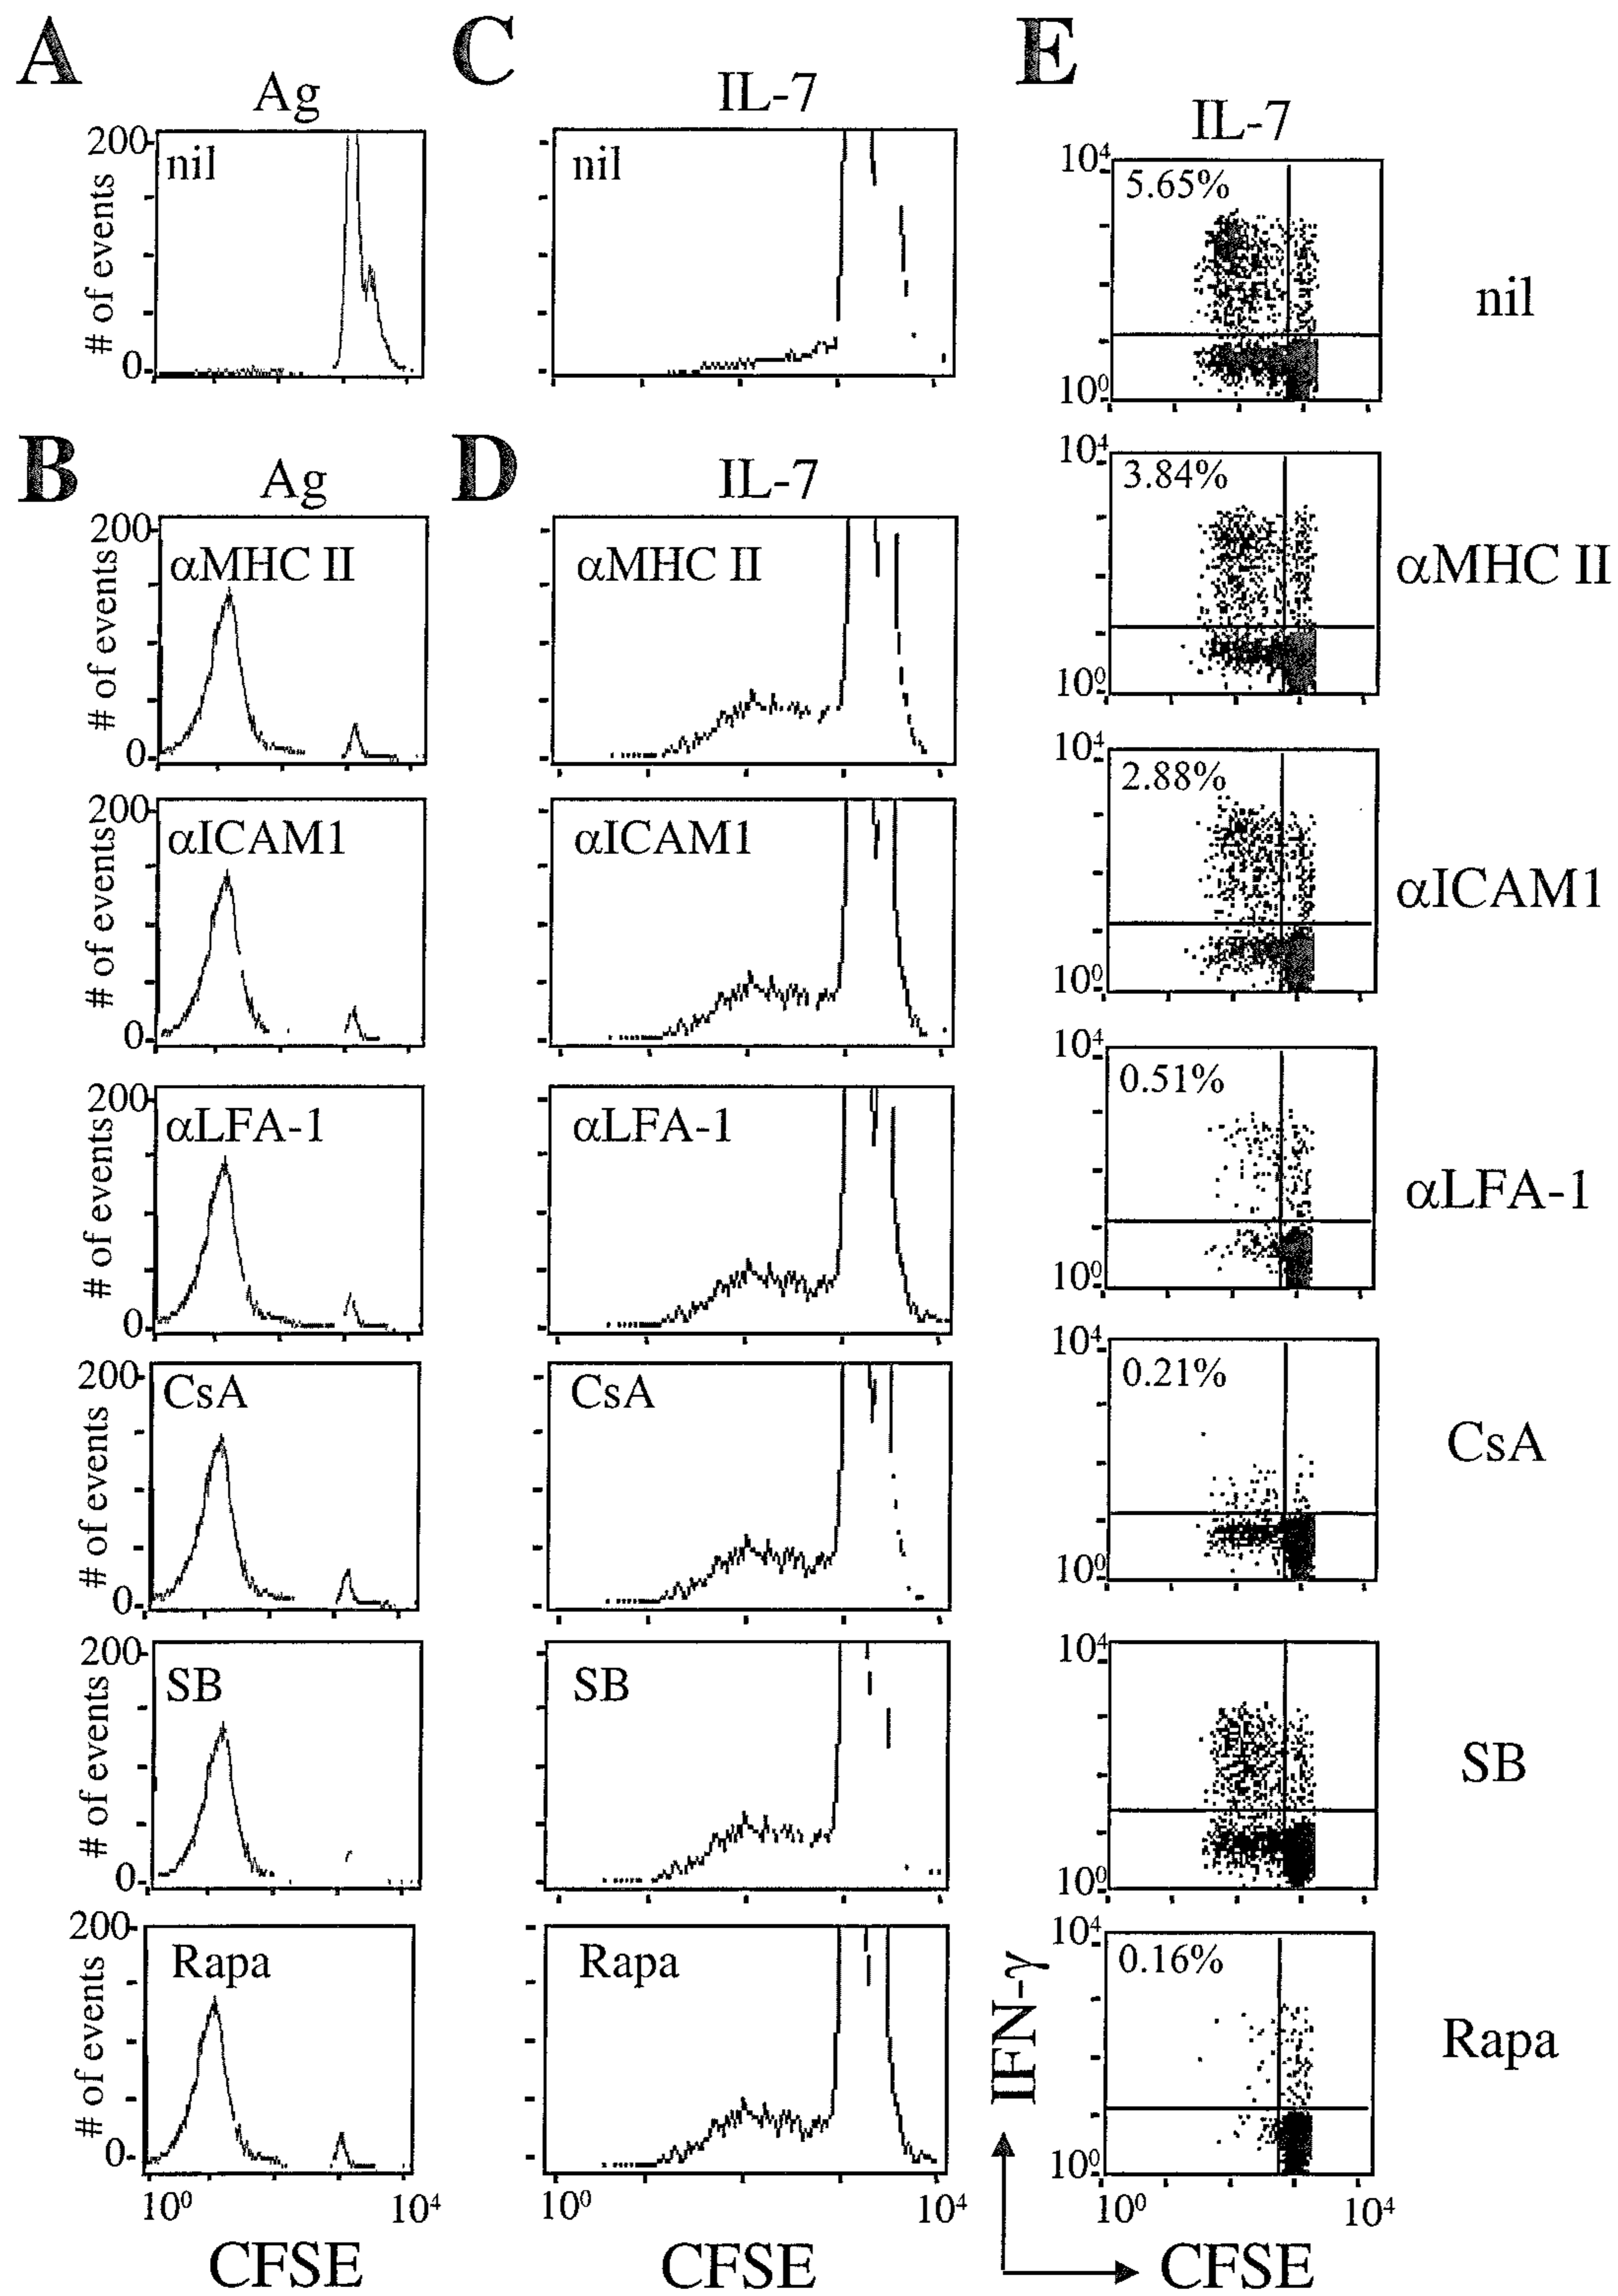 A
C
E
Ag
IL-7
IL-7
200
0
# of events
nil
nil
10⁴
10⁰
5.65%
nil
B
D
Ag
IL-7
200
0
# of events
αMHC II
αMHC II
10⁴
10⁰
3.84%
αMHC II
200
0
# of events
αICAM1
αICAM1
10⁴
10⁰
2.88%
αICAM1
200
0
# of events
αLFA-1
αLFA-1
10⁴
10⁰
0.51%
αLFA-1
200
0
# of events
CsA
CsA
10⁴
10⁰
0.21%
CsA
200
0
# of events
SB
SB
10⁴
10⁰
SB
200
0
# of events
Rapa
Rapa
10⁴
10⁰
0.16%
Rapa
IFN-γ
10⁰ 10⁴
10⁰ 10⁴
10⁰ 10⁴
CFSE
CFSE
CFSE